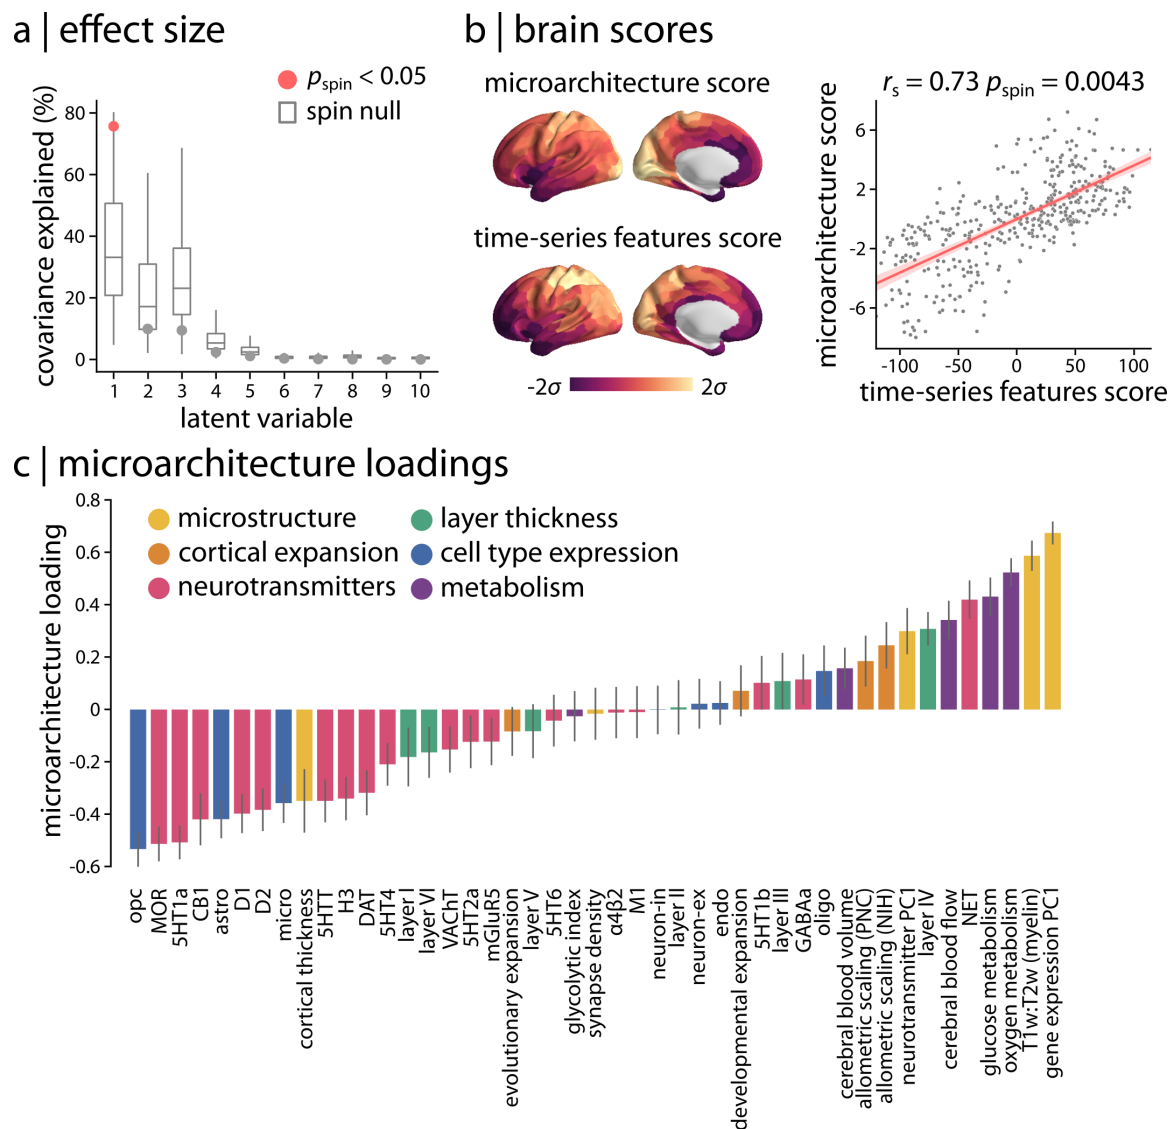 a | effect size
p_spin < 0.05
spin null
covariance explained (%)
80
60
40
20
0
1 2 3 4 5 6 7 8 9 10
latent variable
b | brain scores
microarchitecture score
time-series features score
-2σ 2σ
r_s = 0.73 p_spin = 0.0043
microarchitecture score
6
2
-2
-6
-100 -50 0 50 100
time-series features score
c | microarchitecture loadings
microstructure
cortical expansion
neurotransmitters
layer thickness
cell type expression
metabolism
microarchitecture loading
0.8
0.6
0.4
0.2
0
-0.2
-0.4
-0.6
opc
MOR
5HT1a
CB1
astro
D1
D2
micro
cortical thickness
5HTT
H3
DAT
5HT4
layer I
layer VI
VAChT
5HT2a
mGluR5
evolutionary expansion
layer V
5HT6
glycolytic index
synapse density
α4β2
M1
neuron-in
layer II
neuron-ex
endo
developmental expansion
5HT1b
layer III
GABAa
oligo
cerebral blood volume
allometric scaling (PNC)
allometric scaling (NIH)
neurotransmitter PC1
layer IV
cerebral blood flow
NET
glucose metabolism
oxygen metabolism
T1w:T2w (myelin)
gene expression PC1